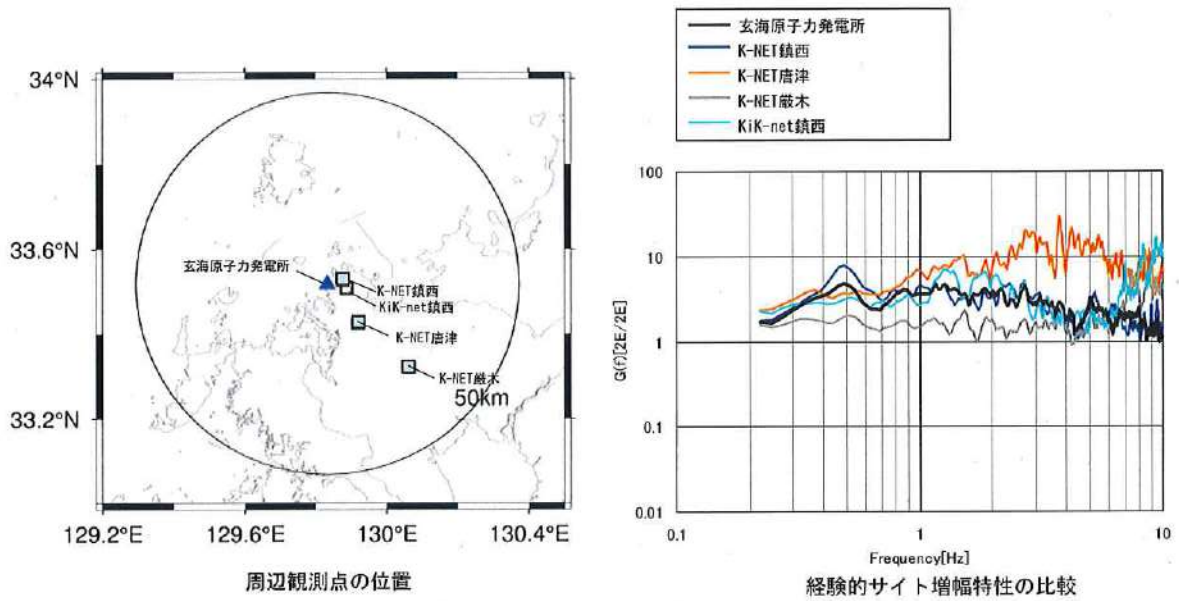 34°N
33.6°N
33.2°N
129.2°E
129.6°E
130°E
130.4°E
玄海原子力発電所
K-NET鎮西
KiK-net鎮西
K-NET唐津
K-NET厳木
50km
周辺観測点の位置
玄海原子力発電所
K-NET鎮西
K-NET唐津
K-NET厳木
KiK-net鎮西
100
10
1
0.1
0.01
G(f)[2E/2E]
0.1
1
10
Frequency[Hz]
経験的サイト増幅特性の比較